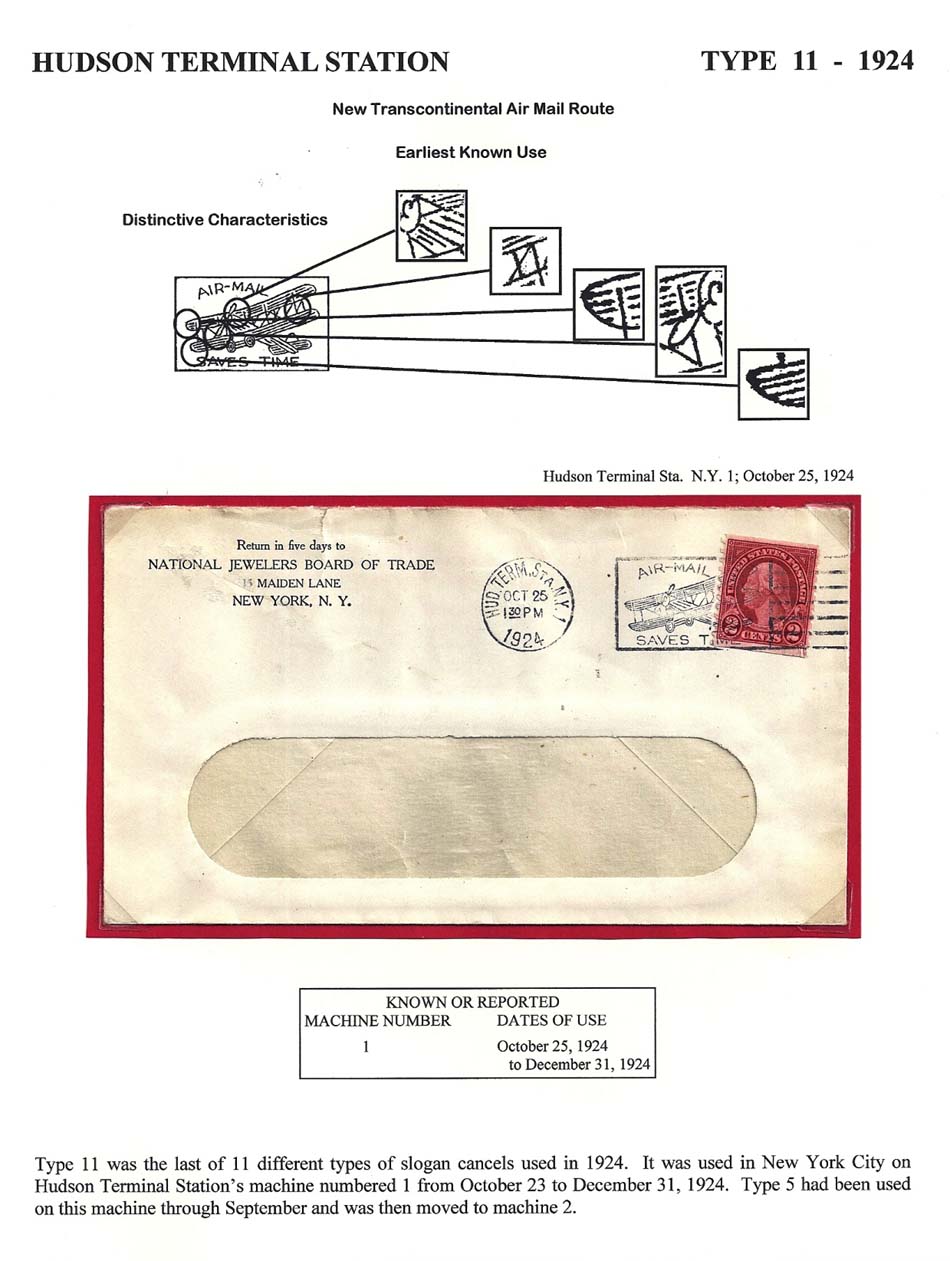 HUDSON TERMINAL STATION
TYPE 11 - 1924
New Transcontinental Air Mail Route
Earliest Known Use
Distinctive Characteristics
AIR-MAIL
SAVES TIME
Hudson Terminal Sta. N.Y. 1; October 25, 1924
Return in five days to
NATIONAL JEWELERS BOARD OF TRADE
15 MAIDEN LANE
NEW YORK, N. Y.
HUD. TERM. STA. N.Y. 1
OCT 25
1 30 PM
1924
AIR-MAIL
SAVES TIME
UNITED STATES POSTAGE
2 CENTS 2
KNOWN OR REPORTED
MACHINE NUMBER DATES OF USE
1 October 25, 1924
to December 31, 1924
Type 11 was the last of 11 different types of slogan cancels used in 1924. It was used in New York City on
Hudson Terminal Station's machine numbered 1 from October 23 to December 31, 1924. Type 5 had been used
on this machine through September and was then moved to machine 2.